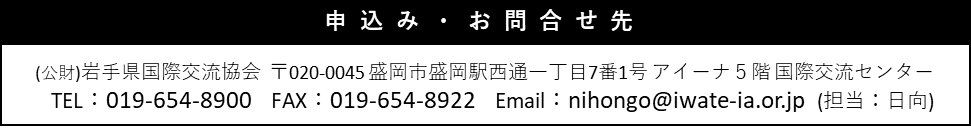 申込み・お問合せ先
(公財)岩手県国際交流協会 〒020-0045 盛岡市盛岡駅西通一丁目7番1号 アイーナ５階 国際交流センター
TEL：019-654-8900 FAX：019-654-8922 Email：nihongo@iwate-ia.or.jp (担当：日向)